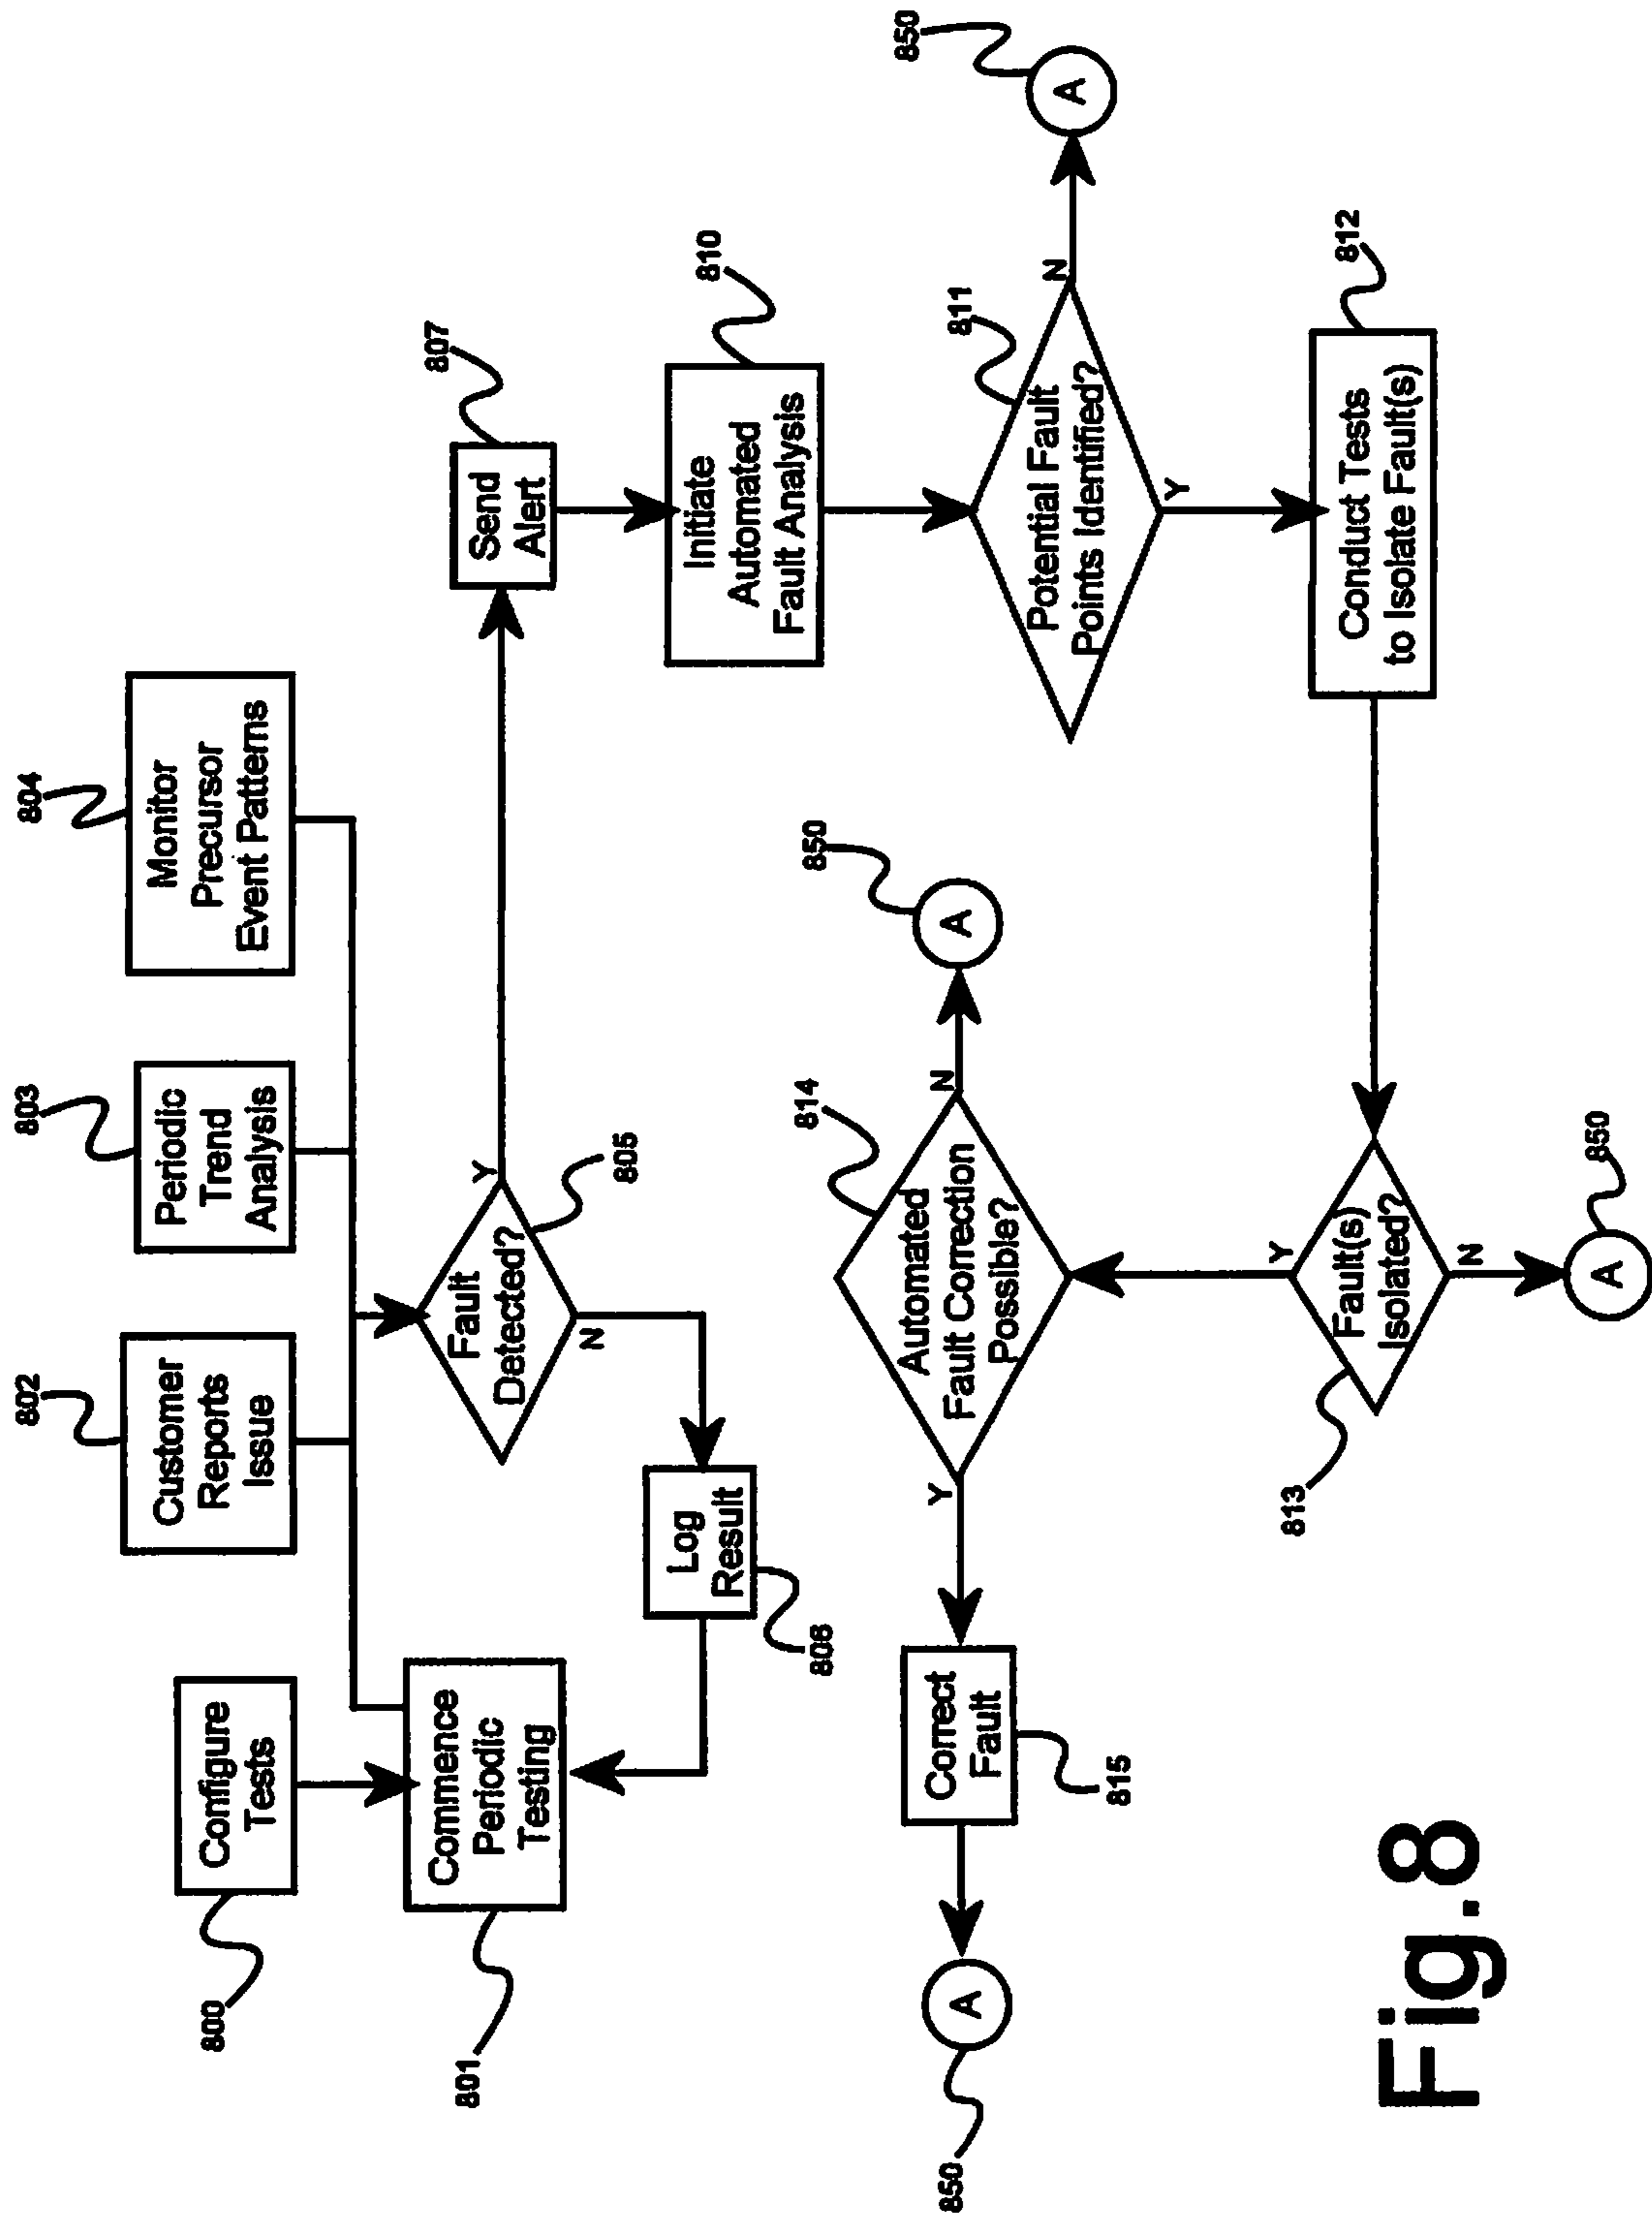 800
Configure
Tests
801
Commence
Periodic
Testing
802
Customer
Reports
Issue
803
Periodic
Trend
Analysis
804
Monitor
Precursor
Event Patterns
Fault
Detected?
805
Y
N
Log
Result
806
Send
Alert
807
Initiate
Automated
Fault Analysis
810
Potential Fault
Points Identified?
811
N
A
850
Y
Conduct Tests
to Isolate Fault(s)
812
Fault(s)
Isolated?
813
N
A
850
Y
Automated
Fault Correction
Possible?
814
N
A
850
Y
Correct
Fault
815
A
850
Fig.8